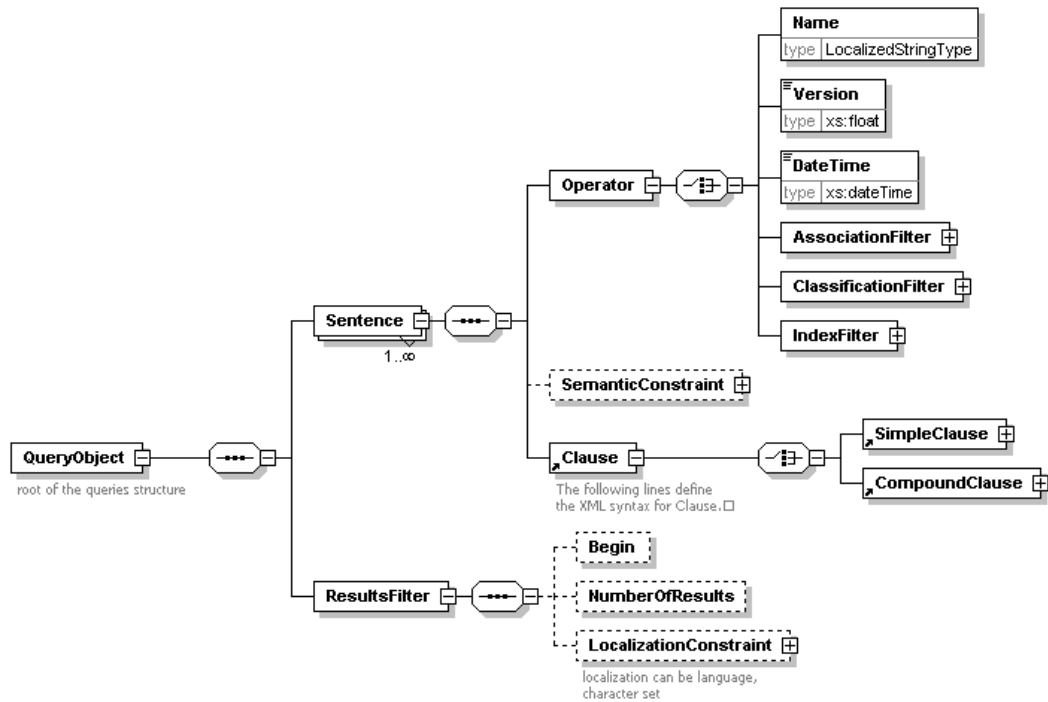 Name
type LocalizedStringType
Version
type xs:float
DateTime
type xs:dateTime
Operator
AssociationFilter
ClassificationFilter
IndexFilter
Sentence
1..∞
SemanticConstraint
QueryObject
root of the queries structure
Clause
The following lines define
the XML syntax for Clause.□
SimpleClause
CompoundClause
ResultsFilter
Begin
NumberOfResults
LocalizationConstraint
localization can be language,
character set